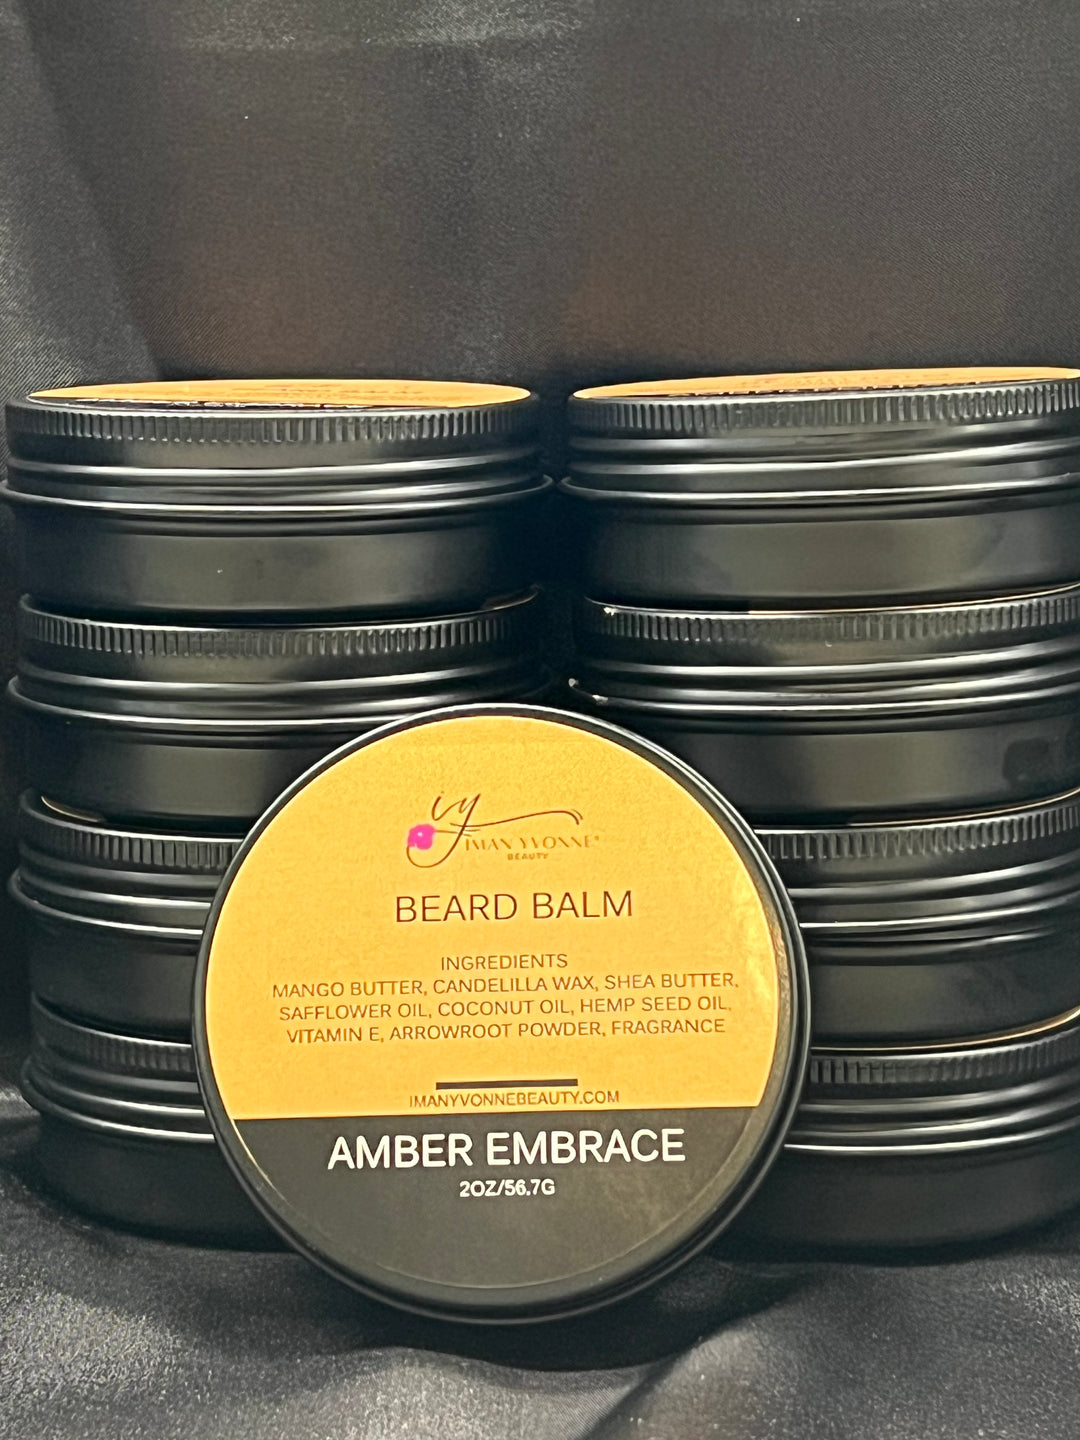 iy
IMAN YVONNE®
BEAUTY
BEARD BALM
INGREDIENTS
MANGO BUTTER, CANDELILLA WAX, SHEA BUTTER,
SAFFLOWER OIL, COCONUT OIL, HEMP SEED OIL,
VITAMIN E, ARROWROOT POWDER, FRAGRANCE
IMANYVONNEBEAUTY.COM
AMBER EMBRACE
2OZ/56.7G